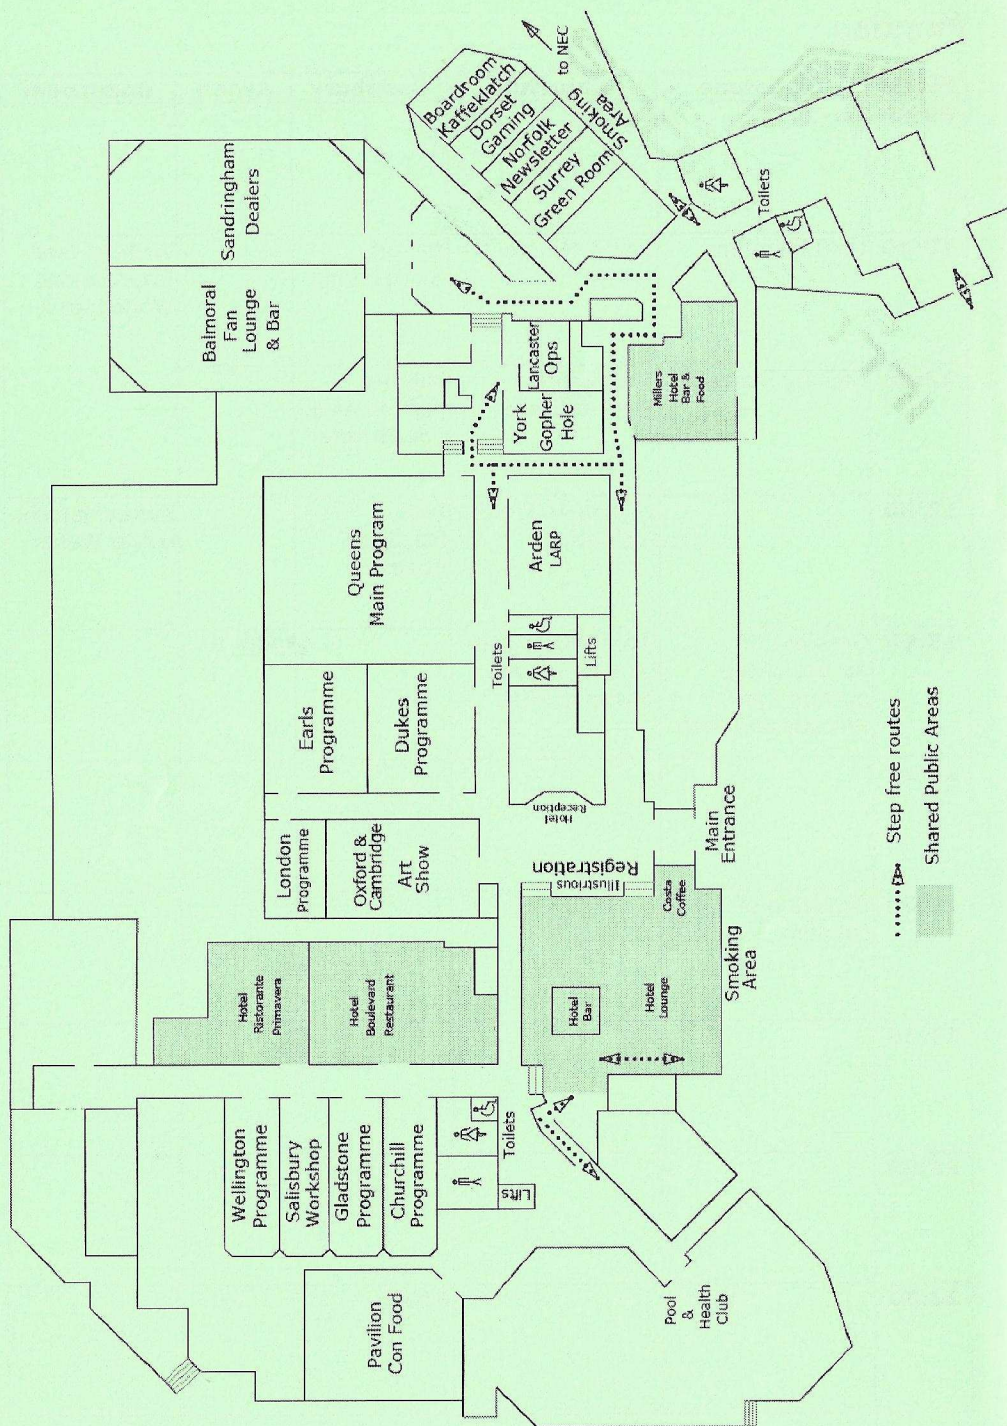 Pavilion
Con Food
Wellington
Programme
Salisbury
Workshop
Gladstone
Programme
Churchill
Programme
Toilets
Lifts
Pool
&
Health
Club
Hotel
Ristorante
Primavera
Hotel
Boulevard
Restaurant
Hotel
Bar
Hotel
Lounge
Smoking
Area
Costa
Coffee
Illustrious
Registration
Main
Entrance
Hotel
Reception
London
Programme
Oxford &
Cambridge
Art
Show
Earls
Programme
Dukes
Programme
Queens
Main Program
Toilets
Lifts
Arden
LARP
York
Gopher
Hole
Lancaster
Ops
Millers
Hotel
Bar &
Food
Balmoral
Fan
Lounge
& Bar
Sandringham
Dealers
Boardroom
Kaffeklatch
Dorset
Gaming
Norfolk
Newsletter
Surrey
Green Room
Smoking
Area
to NEC
Toilets
Step free routes
Shared Public Areas